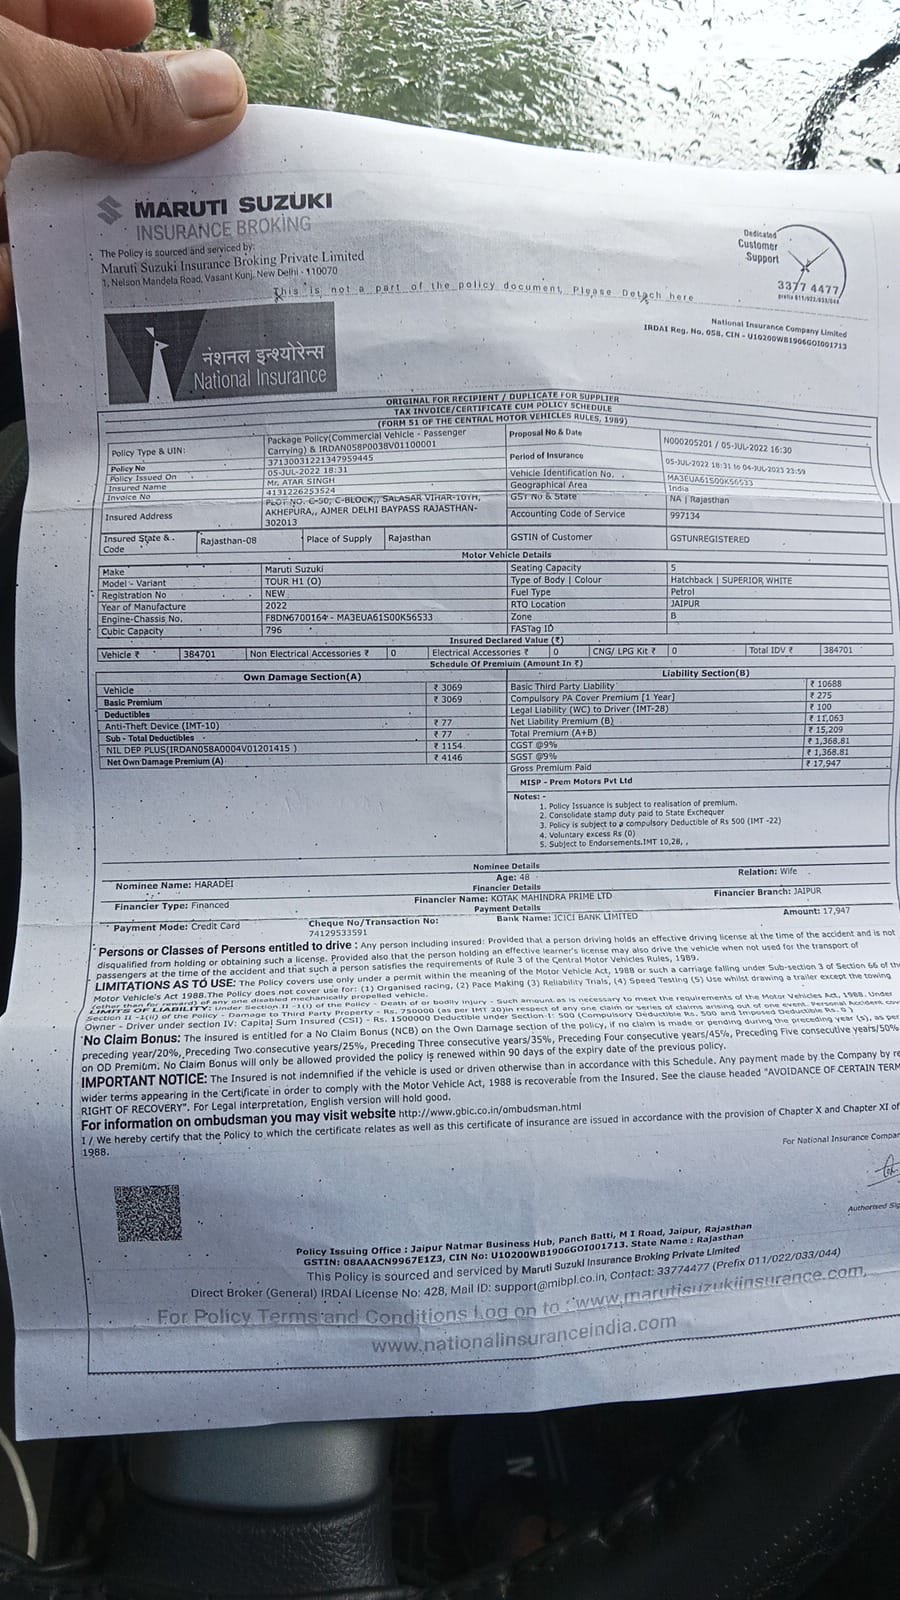 MARUTI SUZUKI
INSURANCE BROKING
The Policy is sourced and serviced by:
Maruti Suzuki Insurance Broking Private Limited
1, Nelson Mandela Road, Vasant Kunj, New Delhi - 110070
This is not a part of the policy document, Please Detach here
Dedicated
Customer
Support
3377 4477
prefix 011/022/033/044
National Insurance Company Limited
IRDAI Reg. No. 058, CIN - U10200WB1906GOI001713
नेशनल इन्श्योरेन्स
National Insurance
ORIGINAL FOR RECIPIENT / DUPLICATE FOR SUPPLIER
TAX INVOICE/CERTIFICATE CUM POLICY SCHEDULE
(FORM 51 OF THE CENTRAL MOTOR VEHICLES RULES, 1989)
Policy Type & UIN: Package Policy(Commercial Vehicle - Passenger Carrying) & IRDAN058P0038V01100001 Proposal No & Date N000205201 / 05-JUL-2022 16:30
Policy No 37130031221347959445 Period of Insurance 05-JUL-2022 18:31 to 04-JUL-2023 23:59
Policy Issued On 05-JUL-2022 18:31 Vehicle Identification No. MA3EUA61S00K56533
Insured Name Mr. ATAR SINGH Geographical Area India
Invoice No 4131226253524 GST No & State NA | Rajasthan
Insured Address PLOT NO. C-50, C-BLOCK,, SALASAR VIHAR-10TH, AKHEPURA,, AJMER DELHI BAYPASS RAJASTHAN-302013 Accounting Code of Service 997134
Insured State & Code Rajasthan-08 Place of Supply Rajasthan GSTIN of Customer GSTUNREGISTERED
Motor Vehicle Details
Make Maruti Suzuki Seating Capacity 5
Model - Variant TOUR H1 (O) Type of Body | Colour Hatchback | SUPERIOR WHITE
Registration No NEW Fuel Type Petrol
Year of Manufacture 2022 RTO Location JAIPUR
Engine-Chassis No. F8DN6700164 - MA3EUA61S00K56533 Zone B
Cubic Capacity 796 FASTag ID
Insured Declared Value (₹)
Vehicle ₹ 384701 Non Electrical Accessories ₹ 0 Electrical Accessories ₹ 0 CNG/ LPG Kit ₹ 0 Total IDV ₹ 384701
Schedule Of Premium (Amount In ₹)
Own Damage Section(A) Liability Section(B)
Vehicle ₹ 3069 Basic Third Party Liability ₹ 10688
Basic Premium ₹ 3069 Compulsory PA Cover Premium [1 Year] ₹ 275
Deductibles Legal Liability (WC) to Driver (IMT-28) ₹ 100
Anti-Theft Device (IMT-10) ₹ 77 Net Liability Premium (B) ₹ 11,063
Sub - Total Deductibles ₹ 77 Total Premium (A+B) ₹ 15,209
NIL DEP PLUS(IRDAN058A0004V01201415 ) ₹ 1154 CGST @9% ₹ 1,368.81
Net Own Damage Premium (A) ₹ 4146 SGST @9% ₹ 1,368.81
Gross Premium Paid ₹ 17,947
MISP - Prem Motors Pvt Ltd
Notes: -
1. Policy Issuance is subject to realisation of premium.
2. Consolidate stamp duty paid to State Exchequer
3. Policy is subject to a compulsory Deductible of Rs 500 (IMT -22)
4. Voluntary excess Rs (0)
5. Subject to Endorsements.IMT 10,28, ,
Nominee Details
Nominee Name: HARADEI Age: 48 Relation: Wife
Financier Details
Financier Type: Financed Financier Name: KOTAK MAHINDRA PRIME LTD Financier Branch: JAIPUR
Payment Details
Payment Mode: Credit Card Cheque No/Transaction No: 74129533591 Bank Name: ICICI BANK LIMITED Amount: 17,947
Persons or Classes of Persons entitled to drive : Any person including insured: Provided that a person driving holds an effective driving license at the time of the accident and is not
disqualified from holding or obtaining such a license. Provided also that the person holding an effective learner's license may also drive the vehicle when not used for the transport of
passengers at the time of the accident and that such a person satisfies the requirements of Rule 3 of the Central Motor Vehicles Rules, 1989.
LIMITATIONS AS TO USE: The Policy covers use only under a permit within the meaning of the Motor Vehicle Act, 1988 or such a carriage falling under Sub-section 3 of Section 66 of the
Motor Vehicle's Act 1988.The Policy does not cover use for: (1) Organised racing, (2) Pace Making (3) Reliability Trials, (4) Speed Testing (5) Use whilst drawing a trailer except the towing
(other than for reward) of any one disabled mechanically propelled vehicle.
LIMITS OF LIABILITY: Under Section II -1(i) of the Policy - Death of or bodily injury - Such amount as is necessary to meet the requirements of the Motor Vehicles Act, 1988. Under
Section II -1(ii) of the Policy - Damage to Third Party Property - Rs. 750000 (as per IMT 20)in respect of any one claim or series of claims arising out of one event. Personal Accident cov
Owner - Driver under section IV: Capital Sum Insured (CSI) - Rs. 1500000 Deductible under Section-I: 500 (Compulsory Deductible Rs. 500 and Imposed Deductible Rs. 0 )
No Claim Bonus: The insured is entitled for a No Claim Bonus (NCB) on the Own Damage section of the policy, if no claim is made or pending during the preceding year (s), as per
preceding year/20%, Preceding Two consecutive years/25%, Preceding Three consecutive years/35%, Preceding Four consecutive years/45%, Preceding Five consecutive years/50%
on OD Premium. No Claim Bonus will only be allowed provided the policy is renewed within 90 days of the expiry date of the previous policy.
IMPORTANT NOTICE: The Insured is not indemnified if the vehicle is used or driven otherwise than in accordance with this Schedule. Any payment made by the Company by re
wider terms appearing in the Certificate in order to comply with the Motor Vehicle Act, 1988 is recoverable from the Insured. See the clause headed "AVOIDANCE OF CERTAIN TERM
RIGHT OF RECOVERY". For Legal interpretation, English version will hold good.
For information on ombudsman you may visit website http://www.gbic.co.in/ombudsman.html
I / We hereby certify that the Policy to which the certificate relates as well as this certificate of insurance are issued in accordance with the provision of Chapter X and Chapter XI of
1988.
For National Insurance Compa
Authorised Sig
Policy Issuing Office : Jaipur Natmar Business Hub, Panch Batti, M I Road, Jaipur, Rajasthan
GSTIN: 08AAACN9967E1Z3, CIN No: U10200WB1906GOI001713. State Name : Rajasthan
This Policy is sourced and serviced by Maruti Suzuki Insurance Broking Private Limited
Direct Broker (General) IRDAI License No: 428, Mail ID: support@mibpl.co.in, Contact: 33774477 (Prefix 011/022/033/044)
For Policy Terms and Conditions Log on to : www.marutisuzukiinsurance.com,
www.nationalinsuranceindia.com
N